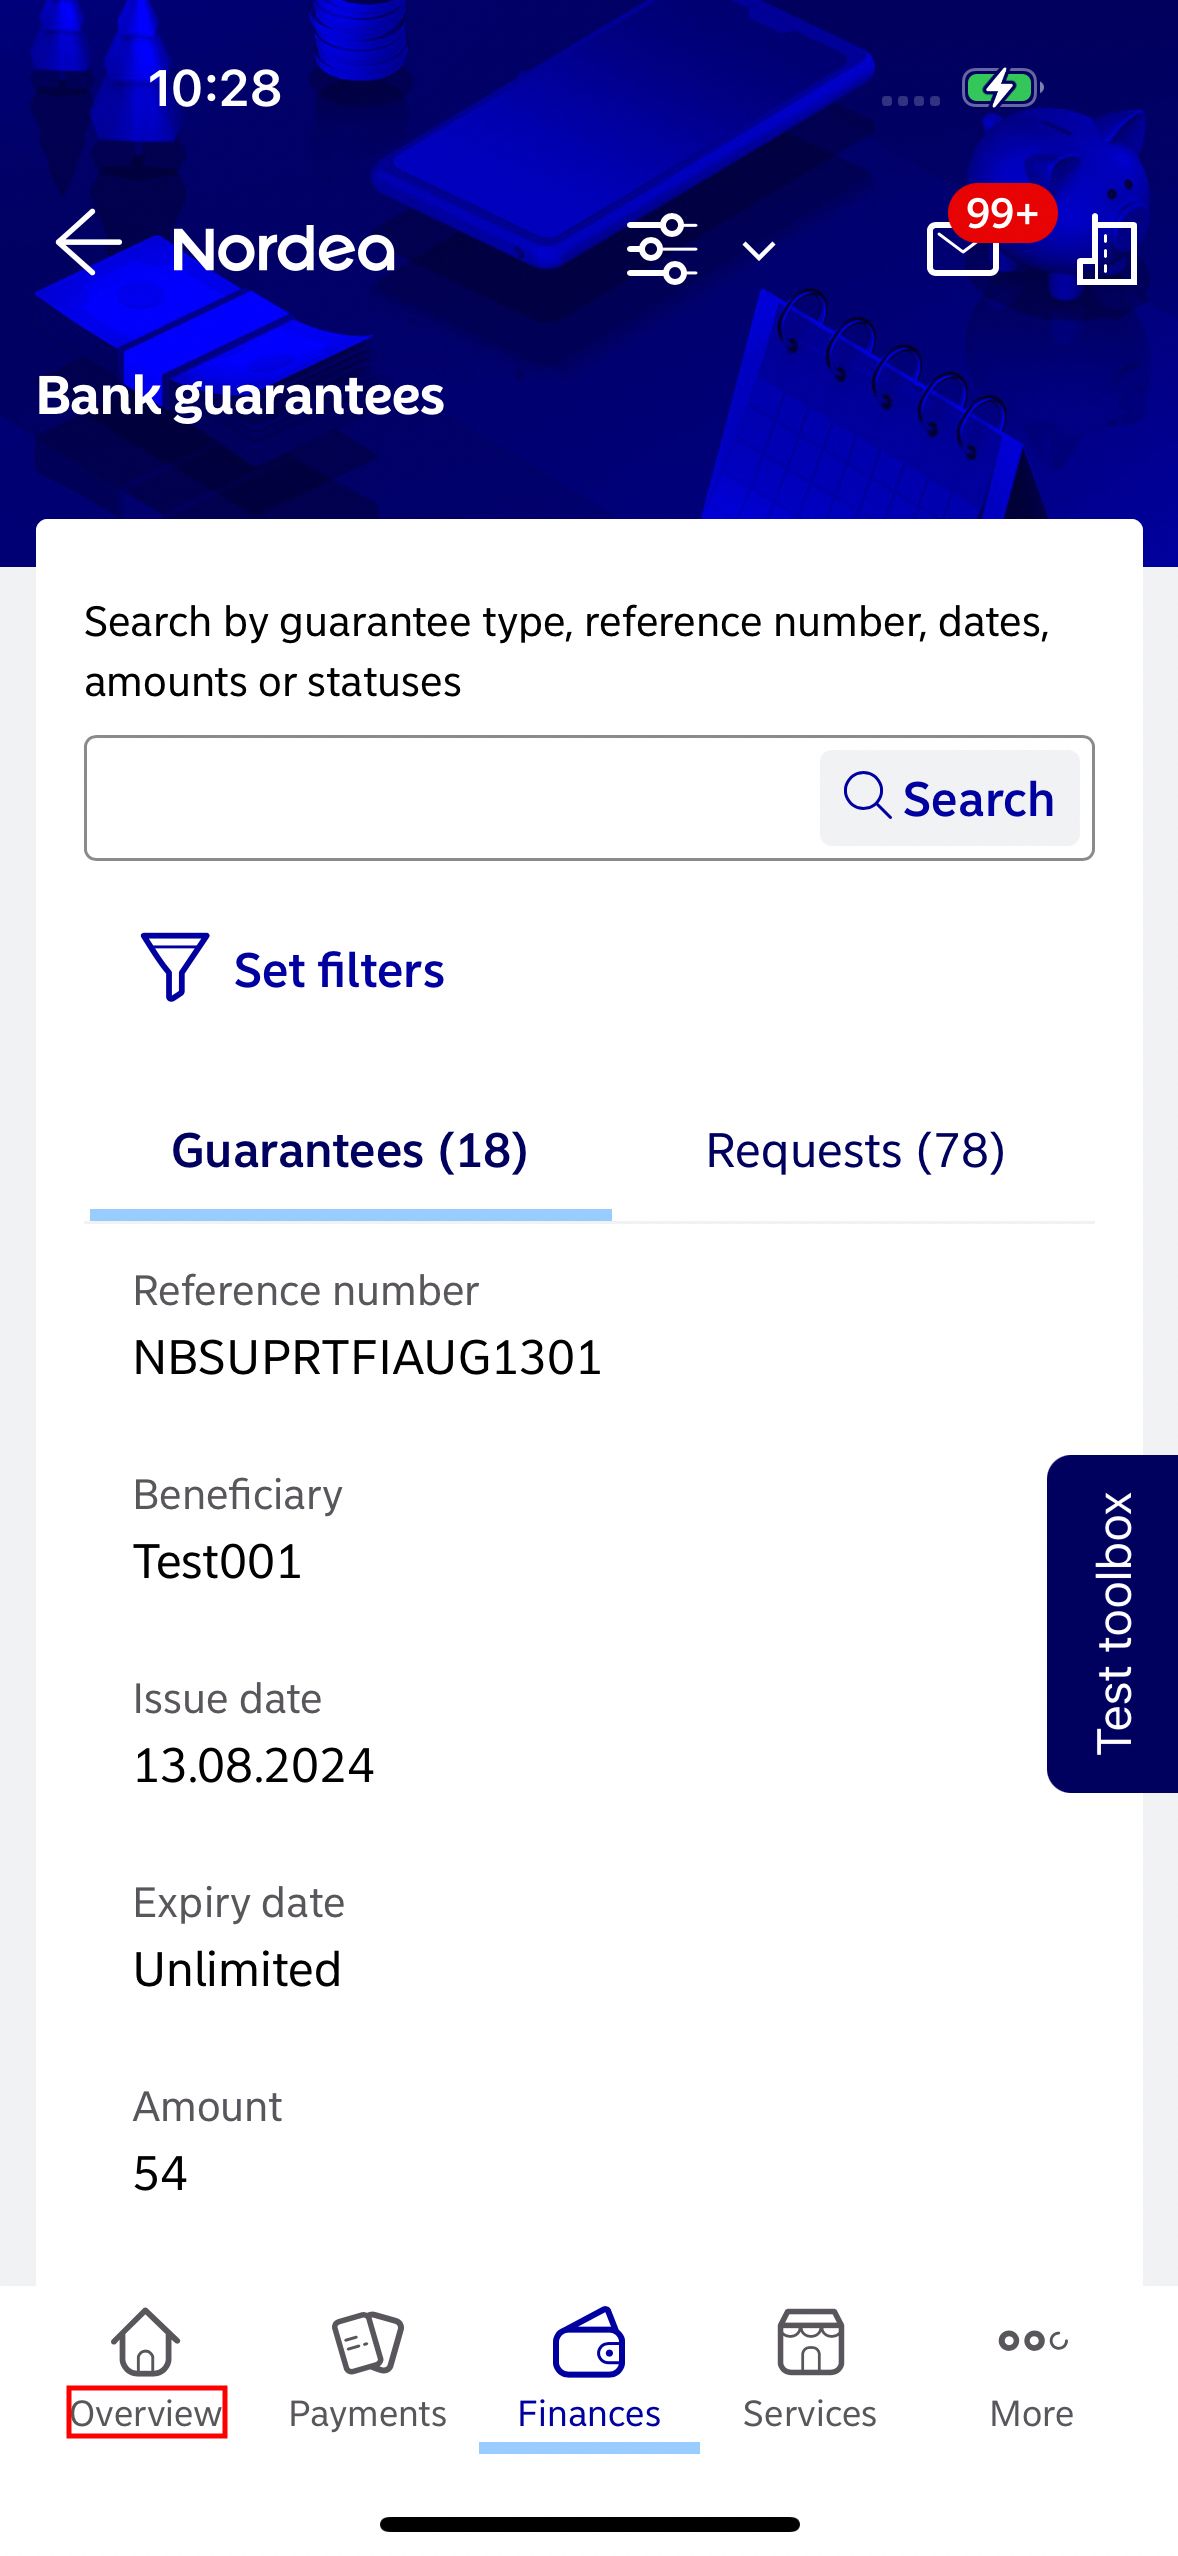 10:28
Nordea
99+
Bank guarantees
Search by guarantee type, reference number, dates,
amounts or statuses
Search
Set filters
Guarantees (18)
Requests (78)
Reference number
NBSUPRTFIAUG1301
Beneficiary
Test001
Issue date
13.08.2024
Test toolbox
Expiry date
Unlimited
Amount
54
Overview
Payments
Finances
Services
More